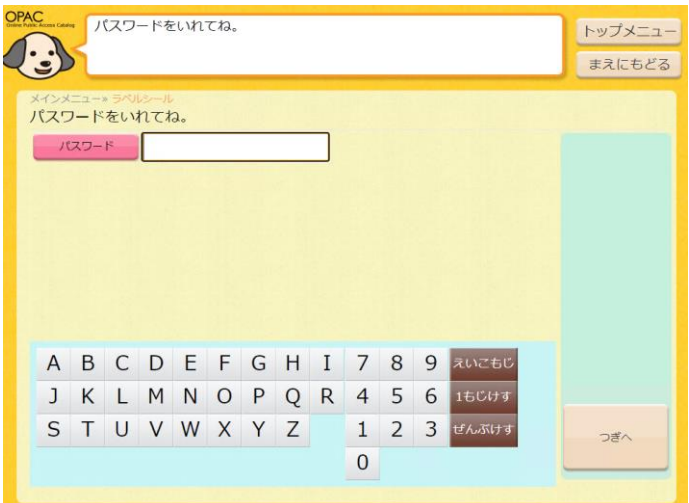 OPAC
Online Public Access Catalog
パスワードをいれてね。
トップメニュー
まえにもどる
メインメニュー» ラベルシール
パスワードをいれてね。
パスワード
A B C D E F G H I 7 8 9 えいこもじ
J K L M N O P Q R 4 5 6 1もじけす
S T U V W X Y Z 1 2 3 ぜんぶけす
0
つぎへ